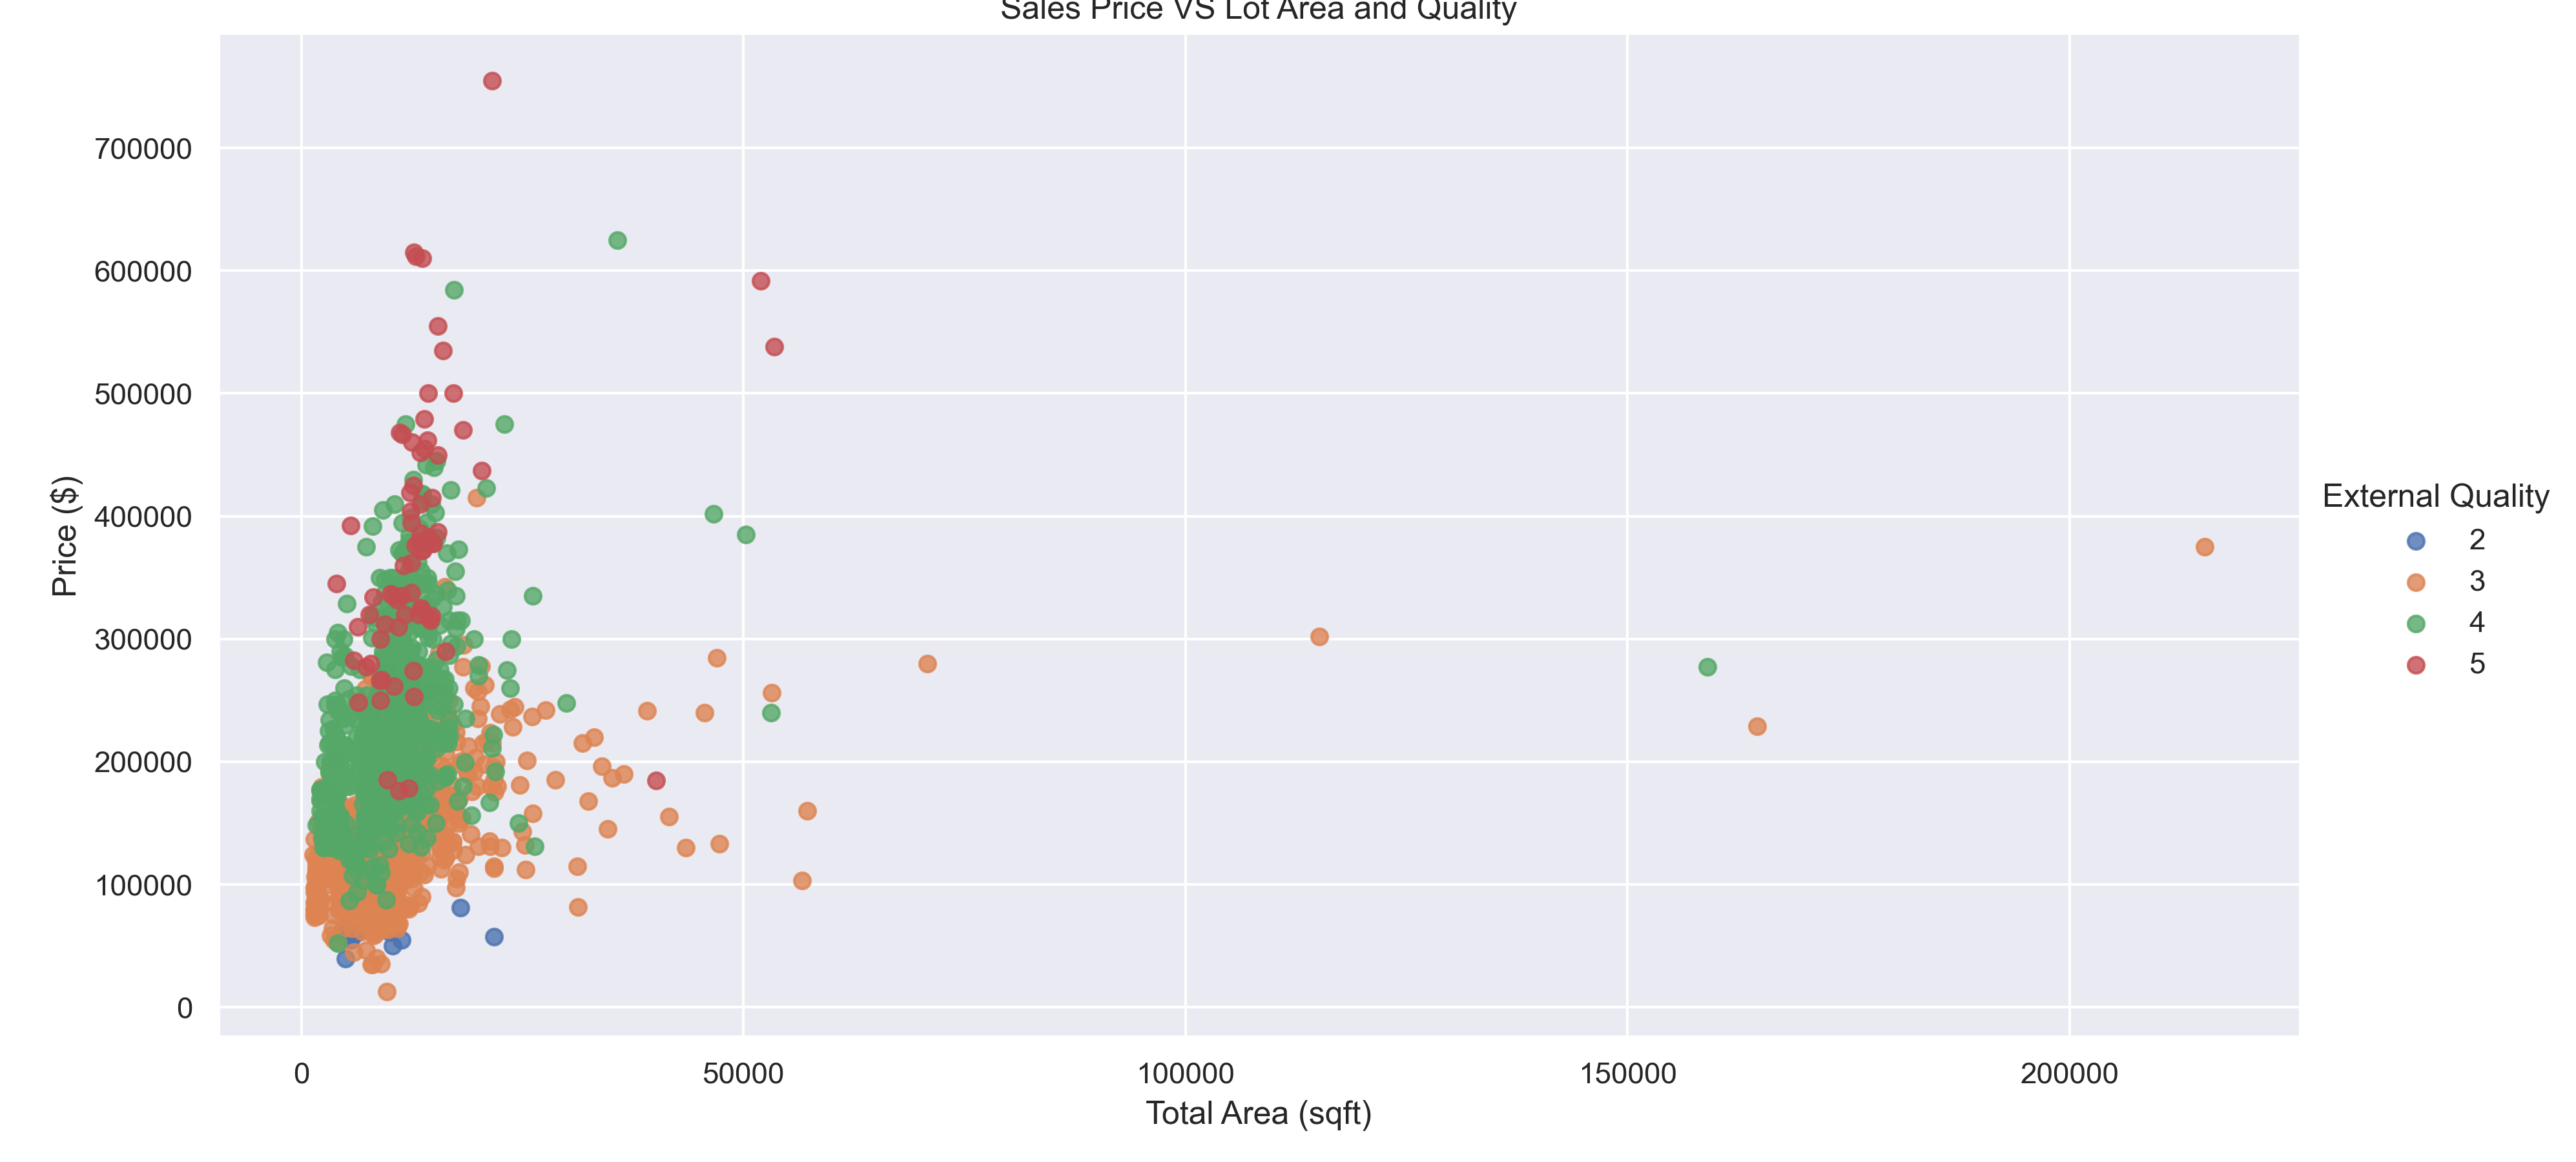 Sales Price VS Lot Area and Quality
700000
600000
500000
400000
300000
200000
100000
0
Price ($)
0 50000 100000 150000 200000
Total Area (sqft)
External Quality
2
3
4
5